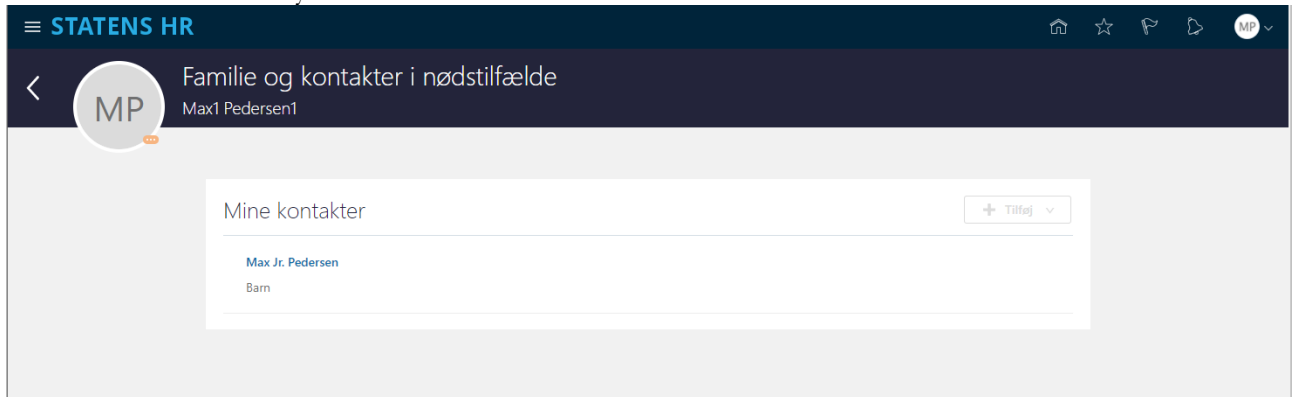 STATENS HR
MP
Familie og kontakter i nødstilfælde
MP
Max1 Pedersen1
Mine kontakter
Tilføj
Max Jr. Pedersen
Barn